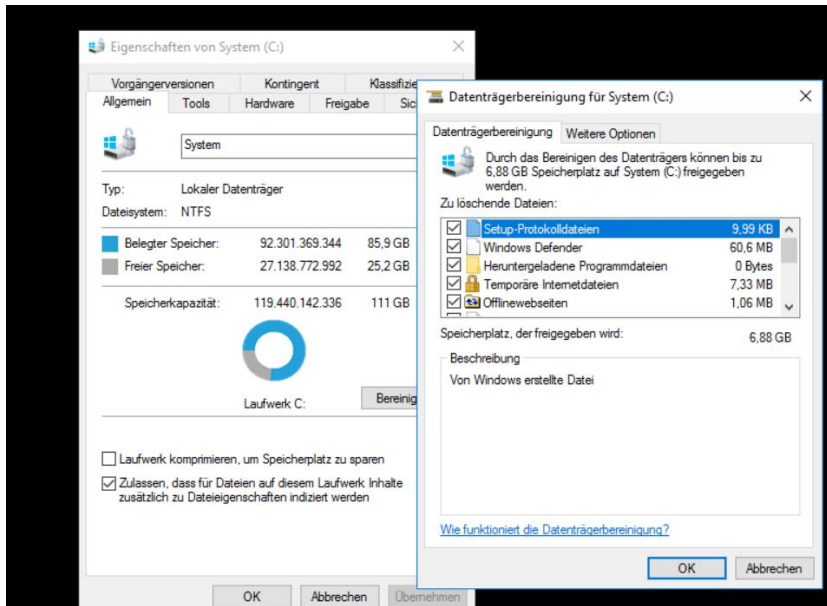 Eigenschaften von System (C:)
Vorgängerversionen Kontingent
Allgemein Tools Hardware Freigabe
System
Typ: Lokaler Datenträger
Dateisystem: NTFS
Belegter Speicher: 92.301.369.344 85,9 GB
Freier Speicher: 27.138.772.992 25,2 GB
Speicherkapazität: 119.440.142.336 111 GB
Laufwerk C:
Bereinig
Laufwerk komprimieren, um Speicherplatz zu sparen
Zulassen, dass für Dateien auf diesem Laufwerk Inhalte
zusätzlich zu Dateieigenschaften indiziert werden
OK Abbrechen Übernehmen
Datenträgerbereinigung für System (C:)
Datenträgerbereinigung Weitere Optionen
Durch das Bereinigen des Datenträgers können bis zu
6,88 GB Speicherplatz auf System (C:) freigegeben
werden.
Zu löschende Dateien:
Setup-Protokolldateien 9,99 KB
Windows Defender 60,6 MB
Heruntergeladene Programmdateien 0 Bytes
Temporäre Internetdateien 7,33 MB
Offlinewebseiten 1,06 MB
Speicherplatz, der freigegeben wird: 6,88 GB
Beschreibung
Von Windows erstellte Datei
Wie funktioniert die Datenträgerbereinigung?
OK Abbrechen